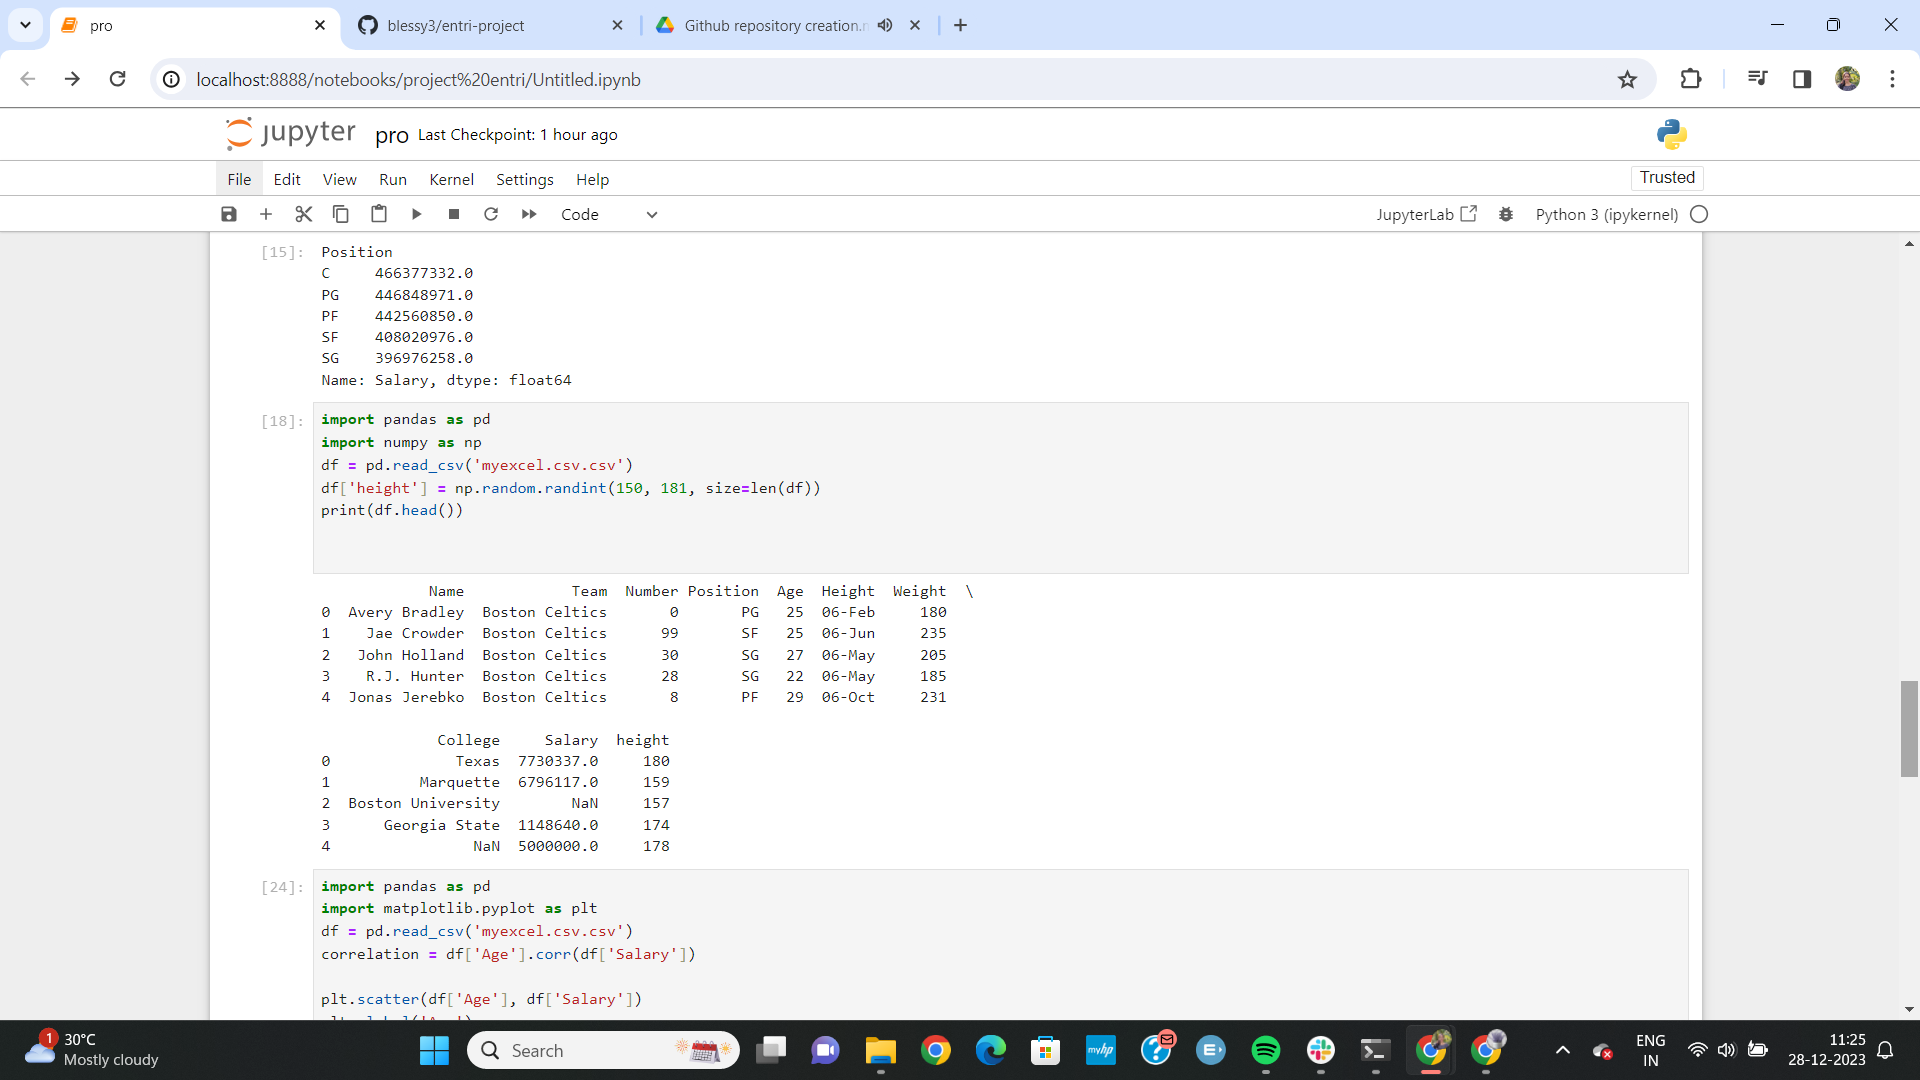 pro
blessy3/entri-project
Github repository creation.
localhost:8888/notebooks/project%20entri/Untitled.ipynb
jupyter pro Last Checkpoint: 1 hour ago
File Edit View Run Kernel Settings Help Trusted
Code JupyterLab Python 3 (ipykernel)
[15]: Position
C 466377332.0
PG 446848971.0
PF 442560850.0
SF 408020976.0
SG 396976258.0
Name: Salary, dtype: float64
[18]: import pandas as pd
import numpy as np
df = pd.read_csv('myexcel.csv.csv')
df['height'] = np.random.randint(150, 181, size=len(df))
print(df.head())
Name Team Number Position Age Height Weight \
0 Avery Bradley Boston Celtics 0 PG 25 06-Feb 180
1 Jae Crowder Boston Celtics 99 SF 25 06-Jun 235
2 John Holland Boston Celtics 30 SG 27 06-May 205
3 R.J. Hunter Boston Celtics 28 SG 22 06-May 185
4 Jonas Jerebko Boston Celtics 8 PF 29 06-Oct 231
College Salary height
0 Texas 7730337.0 180
1 Marquette 6796117.0 159
2 Boston University NaN 157
3 Georgia State 1148640.0 174
4 NaN 5000000.0 178
[24]: import pandas as pd
import matplotlib.pyplot as plt
df = pd.read_csv('myexcel.csv.csv')
correlation = df['Age'].corr(df['Salary'])
plt.scatter(df['Age'], df['Salary'])
1 30°C
Mostly cloudy
Search
myhp
ENG
IN
11:25
28-12-2023